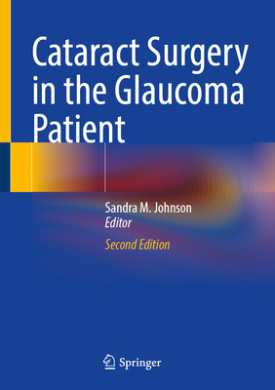 Cataract Surgery
in the Glaucoma
Patient
Sandra M. Johnson
Editor
Second Edition
Springer